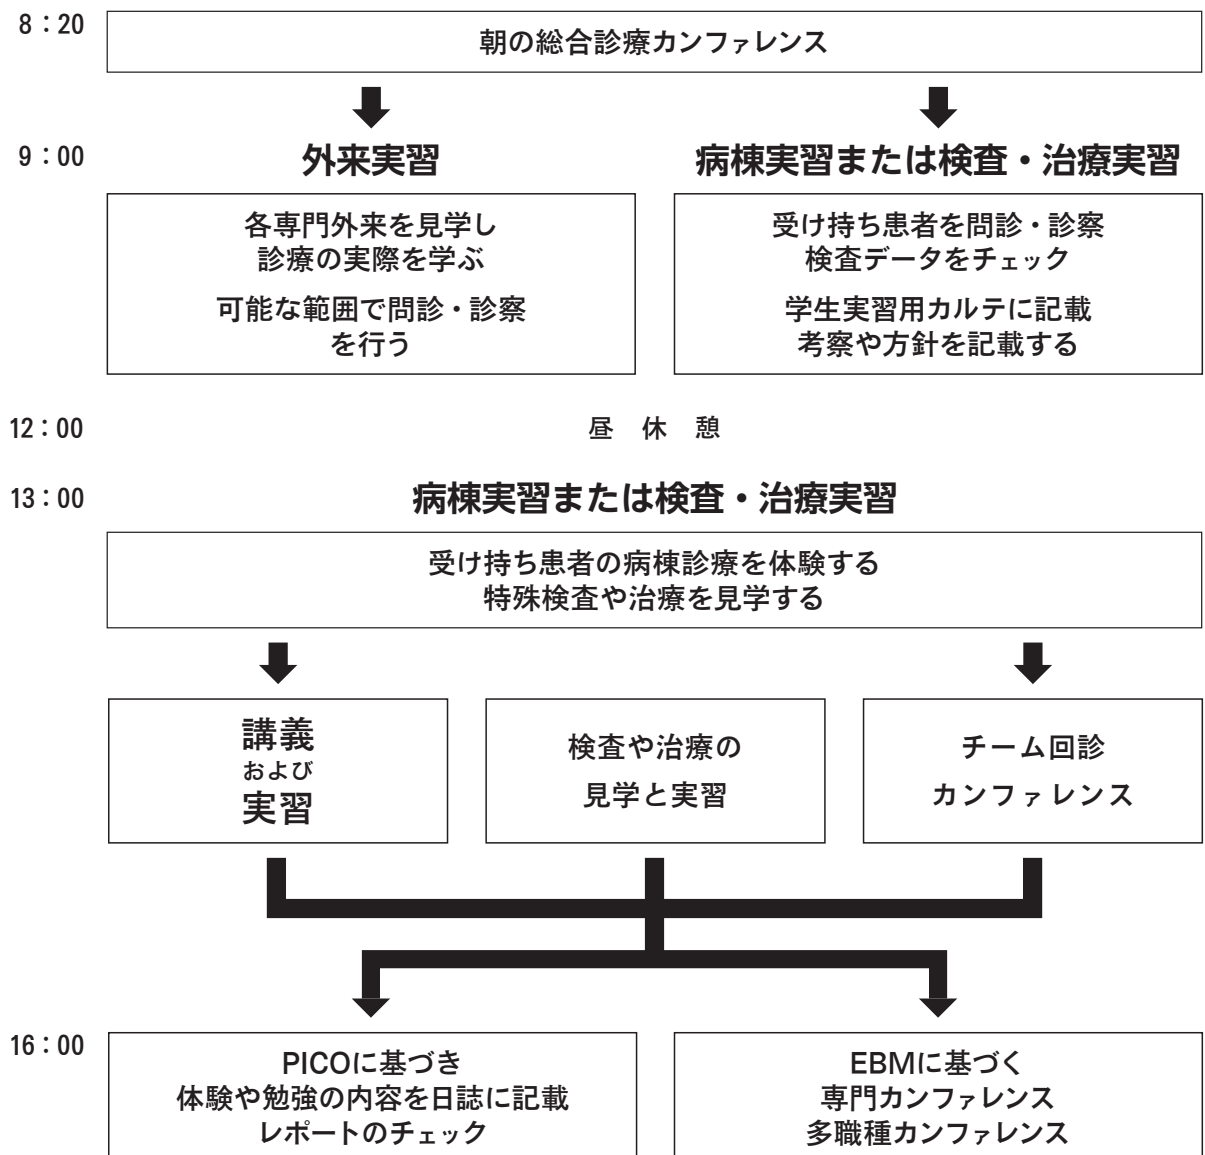 8：20
朝の総合診療カンファレンス
9：00
外来実習
病棟実習または検査・治療実習
各専門外来を見学し
診療の実際を学ぶ
可能な範囲で問診・診察
を行う
受け持ち患者を問診・診察
検査データをチェック
学生実習用カルテに記載
考察や方針を記載する
12：00
昼 休 憩
13：00
病棟実習または検査・治療実習
受け持ち患者の病棟診療を体験する
特殊検査や治療を見学する
講義
および
実習
検査や治療の
見学と実習
チーム回診
カンファレンス
16：00
PICOに基づき
体験や勉強の内容を日誌に記載
レポートのチェック
EBMに基づく
専門カンファレンス
多職種カンファレンス